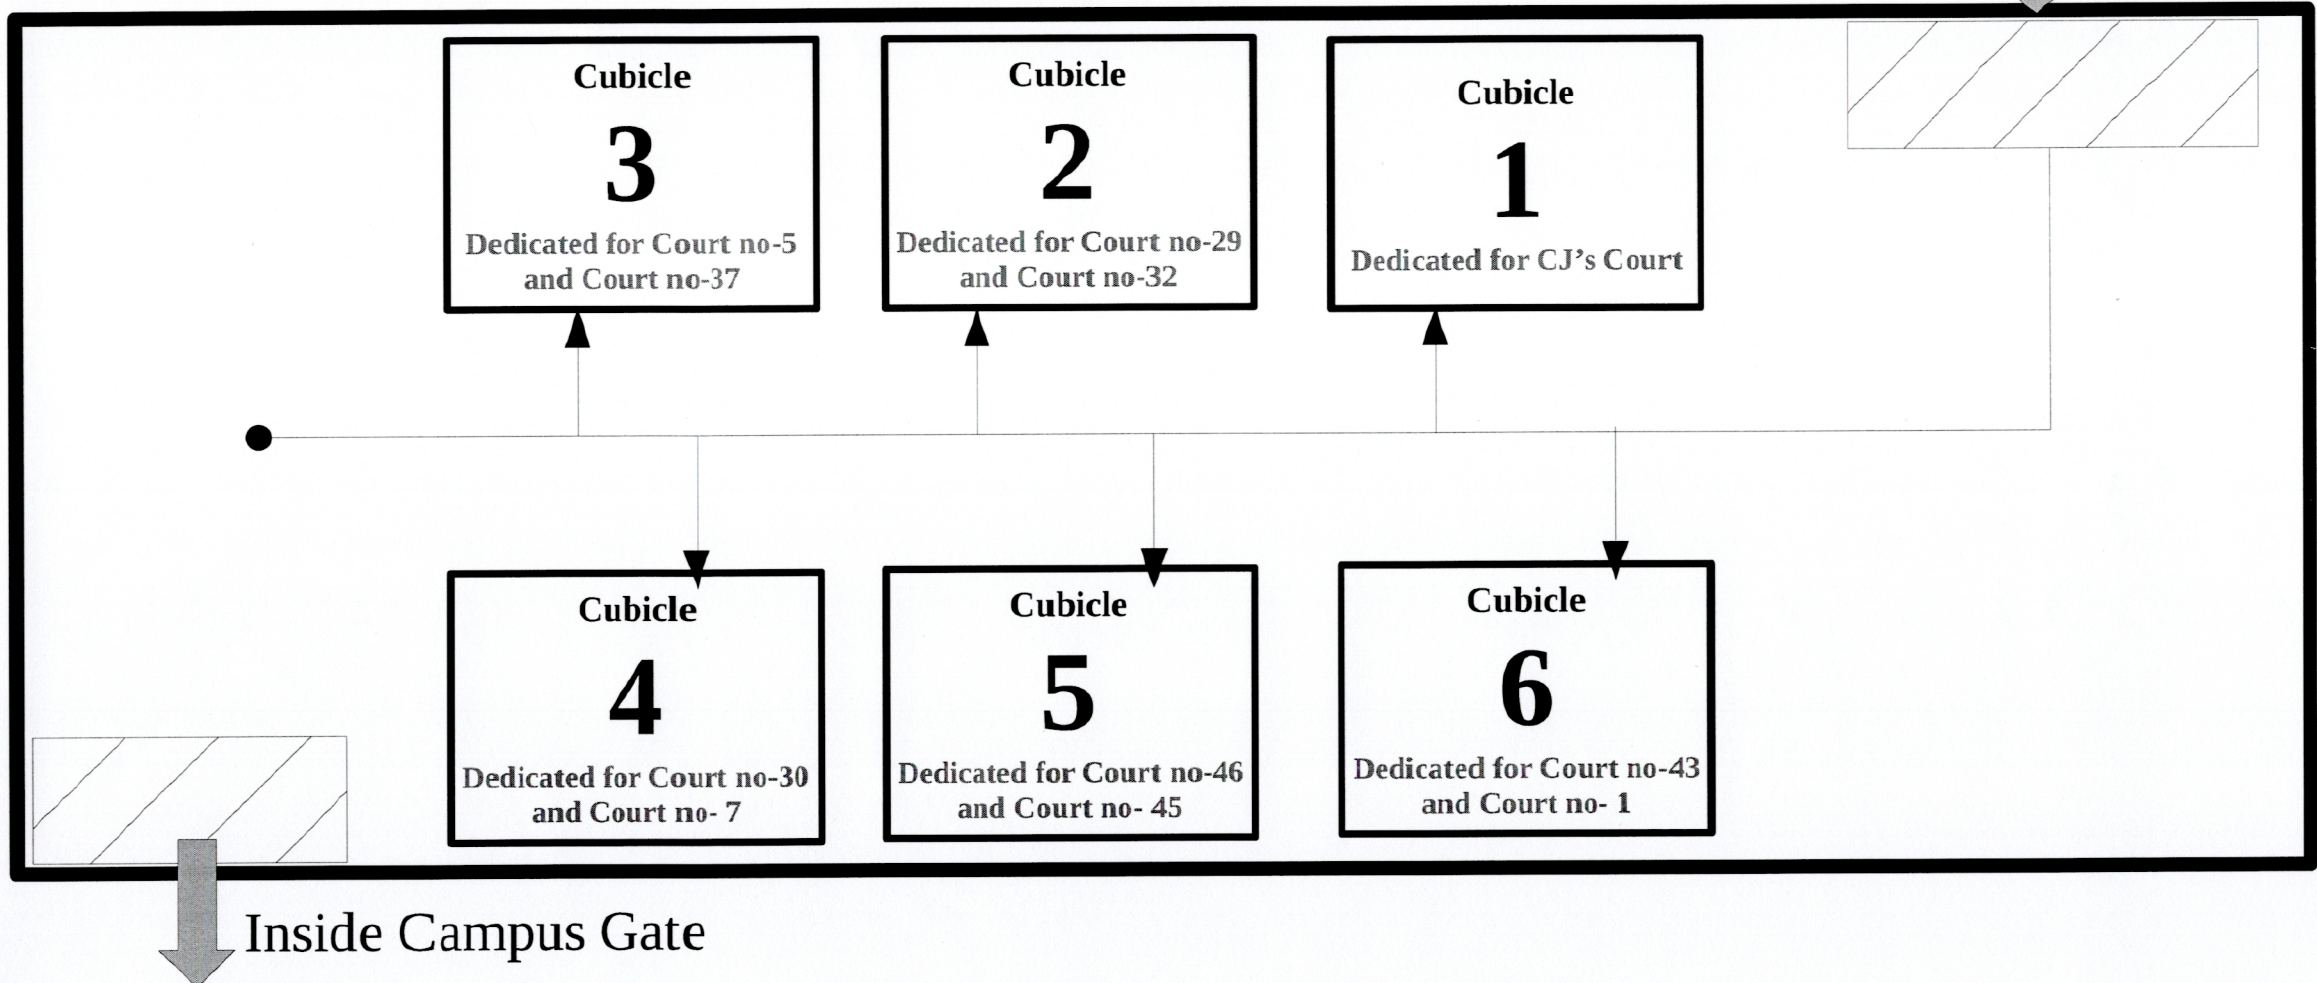 Cubicle
3
Dedicated for Court no-5
and Court no-37
Cubicle
2
Dedicated for Court no-29
and Court no-32
Cubicle
1
Dedicated for CJ’s Court
Cubicle
4
Dedicated for Court no-30
and Court no- 7
Cubicle
5
Dedicated for Court no-46
and Court no- 45
Cubicle
6
Dedicated for Court no-43
and Court no- 1
Inside Campus Gate